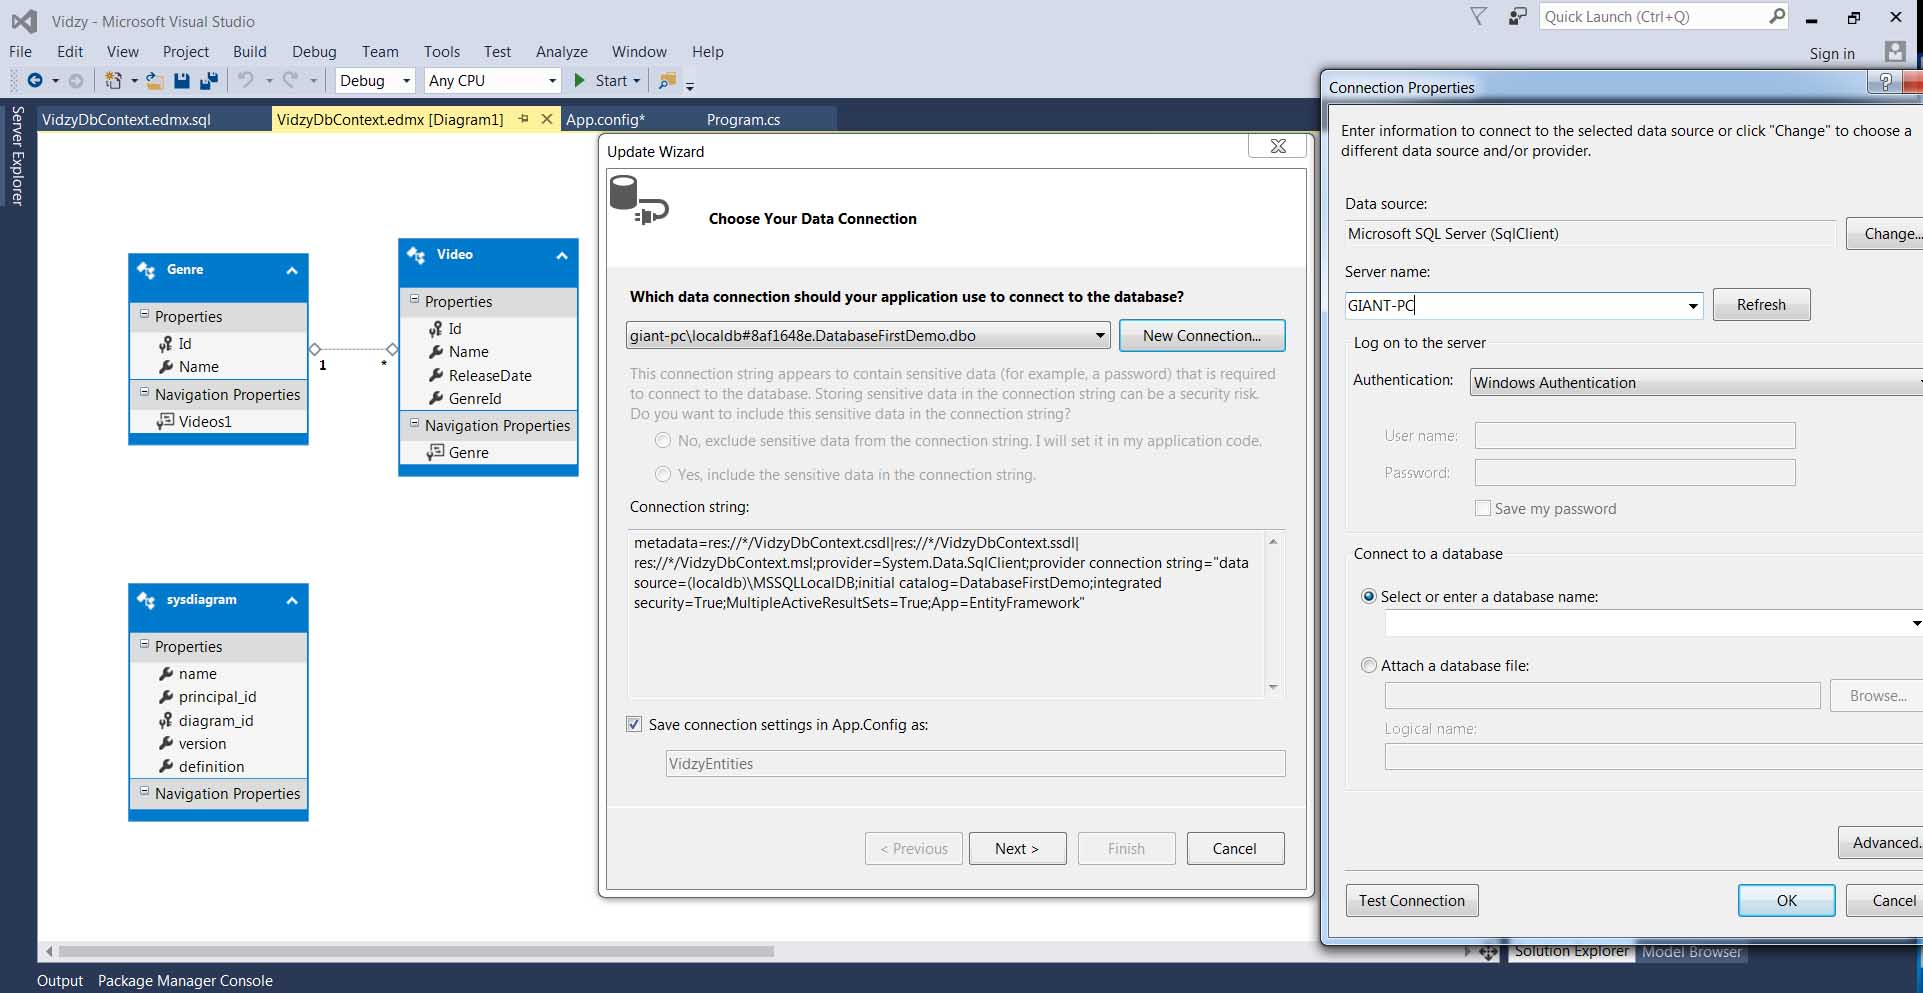 Vidzy - Microsoft Visual Studio
Quick Launch (Ctrl+Q)
File Edit View Project Build Debug Team Tools Test Analyze Window Help
Sign in
Debug Any CPU Start
Server Explorer
VidzyDbContext.edmx.sql VidzyDbContext.edmx [Diagram1] App.config* Program.cs
Genre
Properties
Id
Name
Navigation Properties
Videos1
1 *
Video
Properties
Id
Name
ReleaseDate
GenreId
Navigation Properties
Genre
sysdiagram
Properties
name
principal_id
diagram_id
version
definition
Navigation Properties
Update Wizard
Choose Your Data Connection
Which data connection should your application use to connect to the database?
giant-pc\localdb#8af1648e.DatabaseFirstDemo.dbo New Connection...
This connection string appears to contain sensitive data (for example, a password) that is required
to connect to the database. Storing sensitive data in the connection string can be a security risk.
Do you want to include this sensitive data in the connection string?
No, exclude sensitive data from the connection string. I will set it in my application code.
Yes, include the sensitive data in the connection string.
Connection string:
metadata=res://*/VidzyDbContext.csdl|res://*/VidzyDbContext.ssdl|
res://*/VidzyDbContext.msl;provider=System.Data.SqlClient;provider connection string="data
source=(localdb)\MSSQLLocalDB;initial catalog=DatabaseFirstDemo;integrated
security=True;MultipleActiveResultSets=True;App=EntityFramework"
Save connection settings in App.Config as:
VidzyEntities
< Previous Next > Finish Cancel
Connection Properties
?
Enter information to connect to the selected data source or click "Change" to choose a
different data source and/or provider.
Data source:
Microsoft SQL Server (SqlClient) Change...
Server name:
GIANT-PC Refresh
Log on to the server
Authentication: Windows Authentication
User name:
Password:
Save my password
Connect to a database
Select or enter a database name:
Attach a database file:
Browse...
Logical name:
Advanced.
Test Connection OK Cancel
Solution Explorer Model Browser
Output Package Manager Console